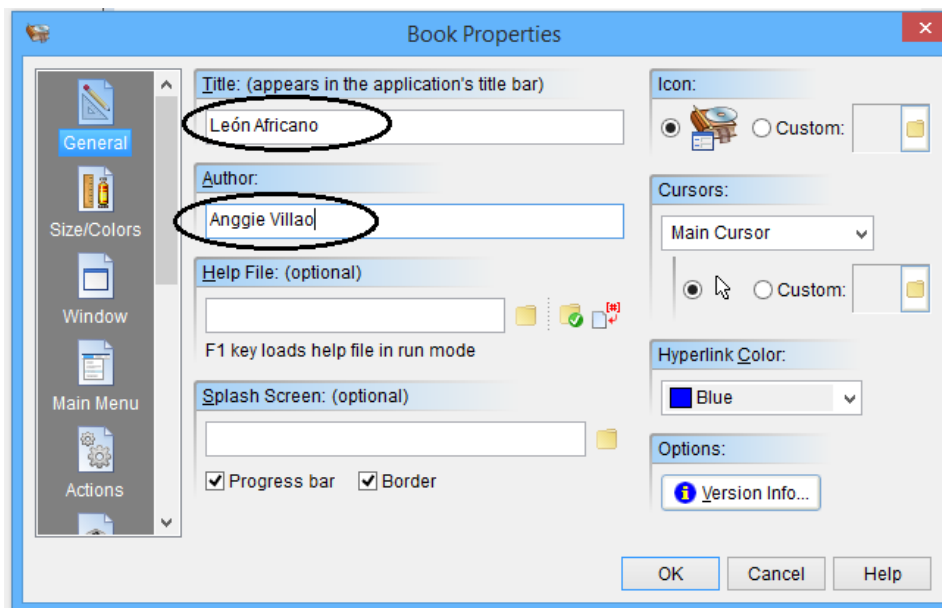 Book Properties
General
Size/Colors
Window
Main Menu
Actions
Title: (appears in the application's title bar)
León Africano
Author:
Anggie Villao
Help File: (optional)
[#]
F1 key loads help file in run mode
Splash Screen: (optional)
Progress bar Border
Icon:
Custom:
Cursors:
Main Cursor
Custom:
Hyperlink Color:
Blue
Options:
Version Info...
OK Cancel Help